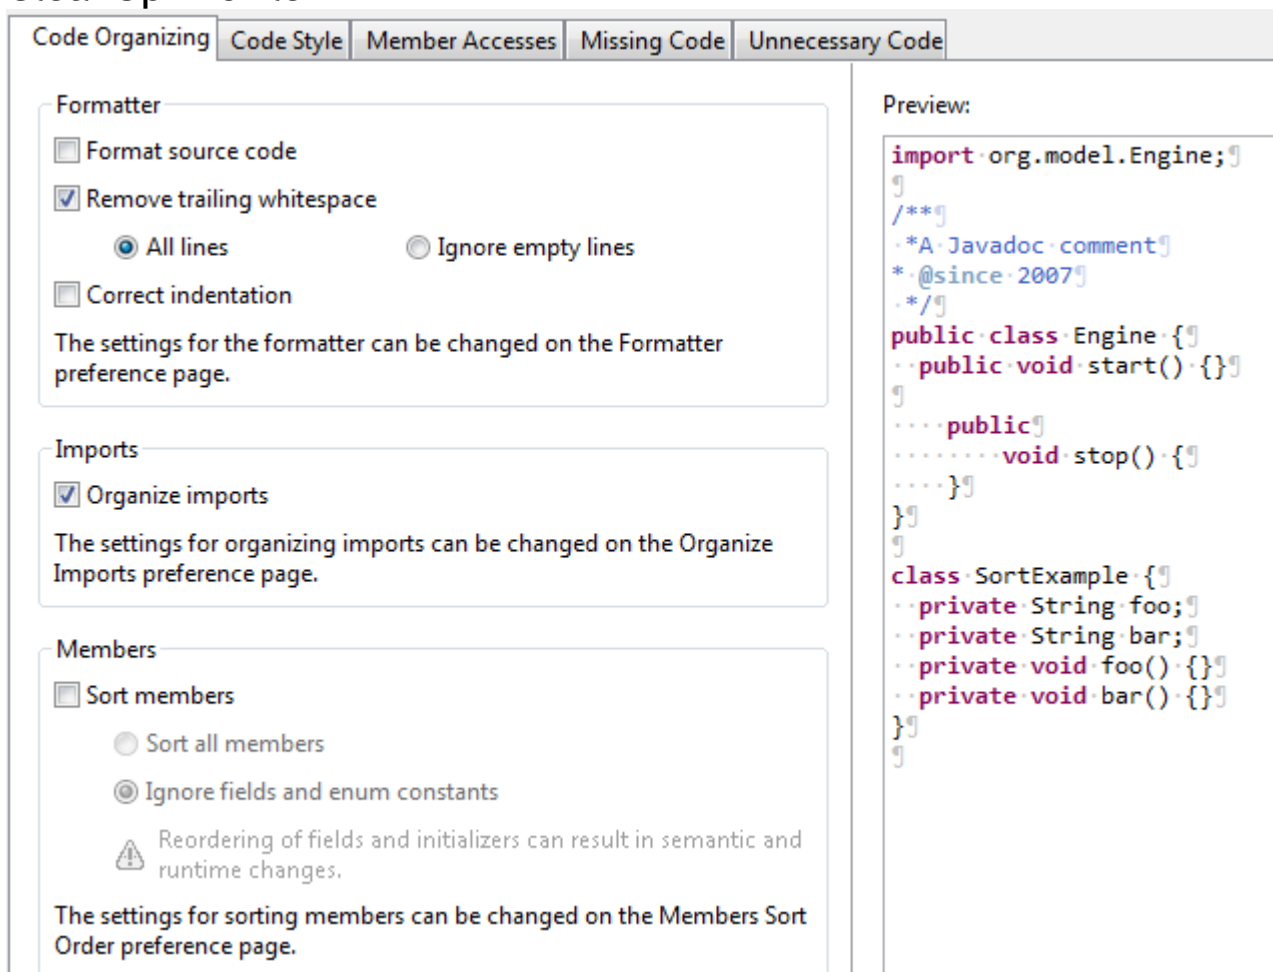 Code Organizing Code Style Member Accesses Missing Code Unnecessary Code
Formatter
Format source code
Remove trailing whitespace
All lines Ignore empty lines
Correct indentation
The settings for the formatter can be changed on the Formatter
preference page.
Imports
Organize imports
The settings for organizing imports can be changed on the Organize
Imports preference page.
Members
Sort members
Sort all members
Ignore fields and enum constants
Reordering of fields and initializers can result in semantic and
runtime changes.
The settings for sorting members can be changed on the Members Sort
Order preference page.
Preview:
import·org.model.Engine;¶
¶
/**¶
·*A·Javadoc·comment¶
*·@since·2007¶
·*/¶
public·class·Engine·{¶
··public·void·start()·{}¶
¶
····public¶
········void·stop()·{¶
····}¶
}¶
¶
class·SortExample·{¶
··private·String·foo;¶
··private·String·bar;¶
··private·void·foo()·{}¶
··private·void·bar()·{}¶
}¶
¶